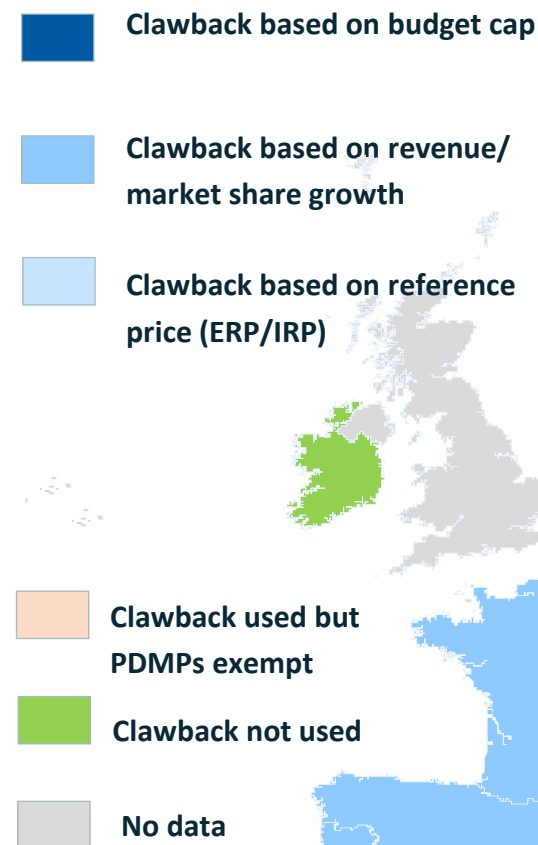 Clawback based on budget cap
Clawback based on revenue/
market share growth
Clawback based on reference
price (ERP/IRP)
Clawback used but
PDMPs exempt
Clawback not used
No data